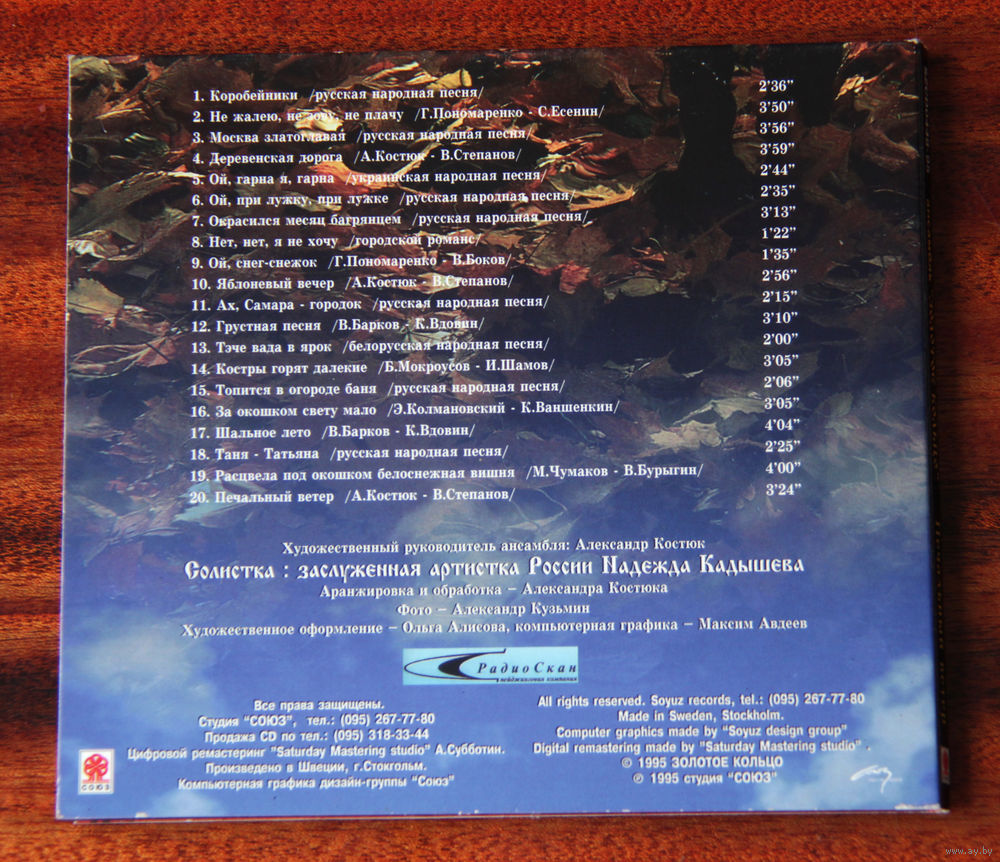 1. Коробейники /русская народная песня/ 2'36"
2. Не жалею, не зову, не плачу /Г.Пономаренко - С.Есенин/ 3'50"
3. Москва златоглавая /русская народная песня/ 3'56"
4. Деревенская дорога /А.Костюк - В.Степанов/ 3'59"
5. Ой, гарна я, гарна /украинская народная песня/ 2'44"
6. Ой, при лужку, при лужке /русская народная песня/ 2'35"
7. Окрасился месяц багрянцем /русская народная песня/ 3'13"
8. Нет, нет, я не хочу /городской романс/ 1'22"
9. Ой, снег-снежок /Г.Пономаренко - В.Боков/ 1'35"
10. Яблоневый вечер /А.Костюк - В.Степанов/ 2'56"
11. Ах, Самара - городок /русская народная песня/ 2'15"
12. Грустная песня /В.Барков - К.Вдовин/ 3'10"
13. Тэче вада в ярок /белорусская народная песня/ 2'00"
14. Костры горят далекие /Б.Мокроусов - И.Шамов/ 3'05"
15. Топится в огороде баня /русская народная песня/ 2'06"
16. За окошком свету мало /Э.Колмановский - К.Ваншенкин/ 3'05"
17. Шальное лето /В.Барков - К.Вдовин/ 4'04"
18. Таня - Татьяна /русская народная песня/ 2'25"
19. Расцвела под окошком белоснежная вишня /М.Чумаков - В.Бурыгин/ 4'00"
20. Печальный ветер /А.Костюк - В.Степанов/ 3'24"
Художественный руководитель ансамбля: Александр Костюк
Солистка : заслуженная артистка России Надежда Кадышева
Аранжировка и обработка – Александра Костюка
Фото – Александр Кузьмин
Художественное оформление – Ольга Алисова, компьютерная графика – Максим Авдеев
РадиоСкан
пейджинговая компания
Все права защищены.
Студия "СОЮЗ", тел.: (095) 267-77-80
Продажа CD по тел.: (095) 318-33-44
Цифровой ремастеринг "Saturday Mastering studio" А.Субботин.
Произведено в Швеции, г.Стокгольм.
Компьютерная графика дизайн-группы "Союз"
All rights reserved. Soyuz records, tel.: (095) 267-77-80
Made in Sweden, Stockholm.
Computer graphics made by "Soyuz design group"
Digital remastering made by "Saturday Mastering studio" .
© 1995 ЗОЛОТОЕ КОЛЬЦО
℗ 1995 студия "СОЮЗ"
СОЮЗ
www.ay.by